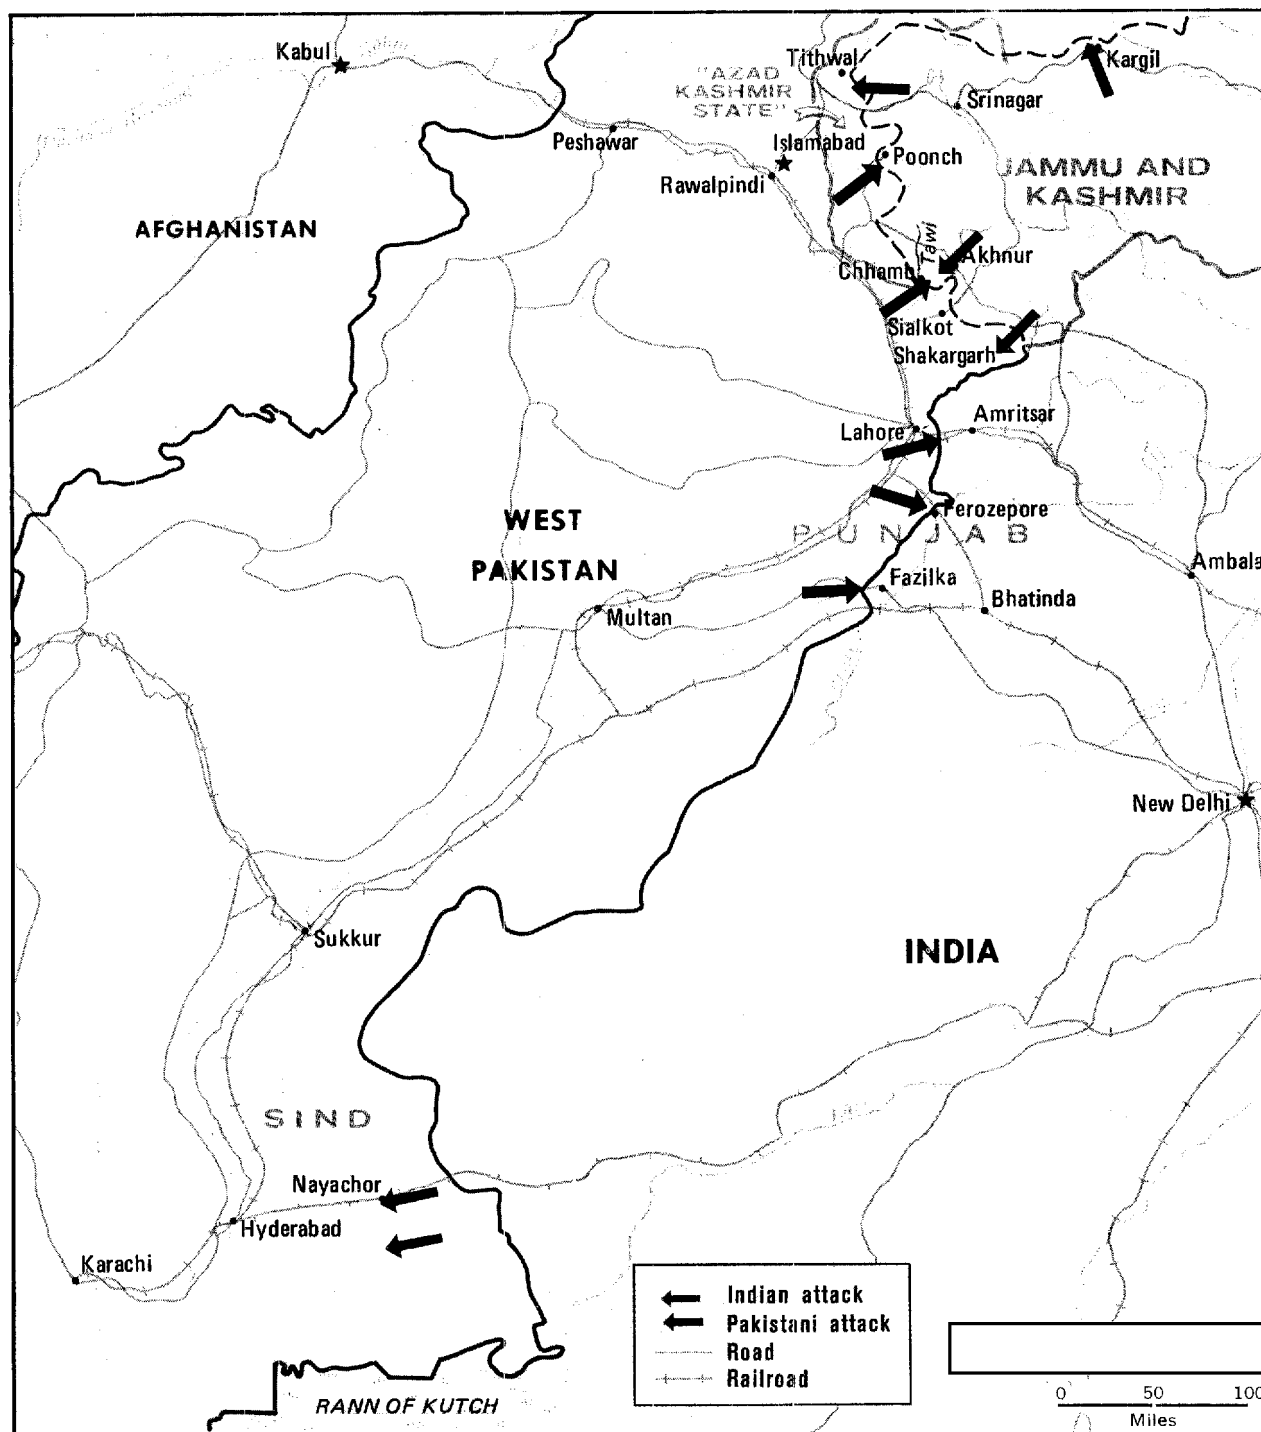 Kabul
Tithwal
Kargil
"AZAD
KASHMIR
STATE"
Srinagar
Peshawar
Islamabad
Poonch
Rawalpindi
JAMMU AND
KASHMIR
AFGHANISTAN
Tawi
Akhnur
Chhamb
Sialkot
Shakargarh
Amritsar
Lahore
WEST
PAKISTAN
Ferozepore
PUNJAB
Ambala
Fazilka
Bhatinda
Multan
New Delhi
Sukkur
INDIA
SIND
Nayachor
Hyderabad
Karachi
Indian attack
Pakistani attack
Road
Railroad
RANN OF KUTCH
0 50 100
Miles